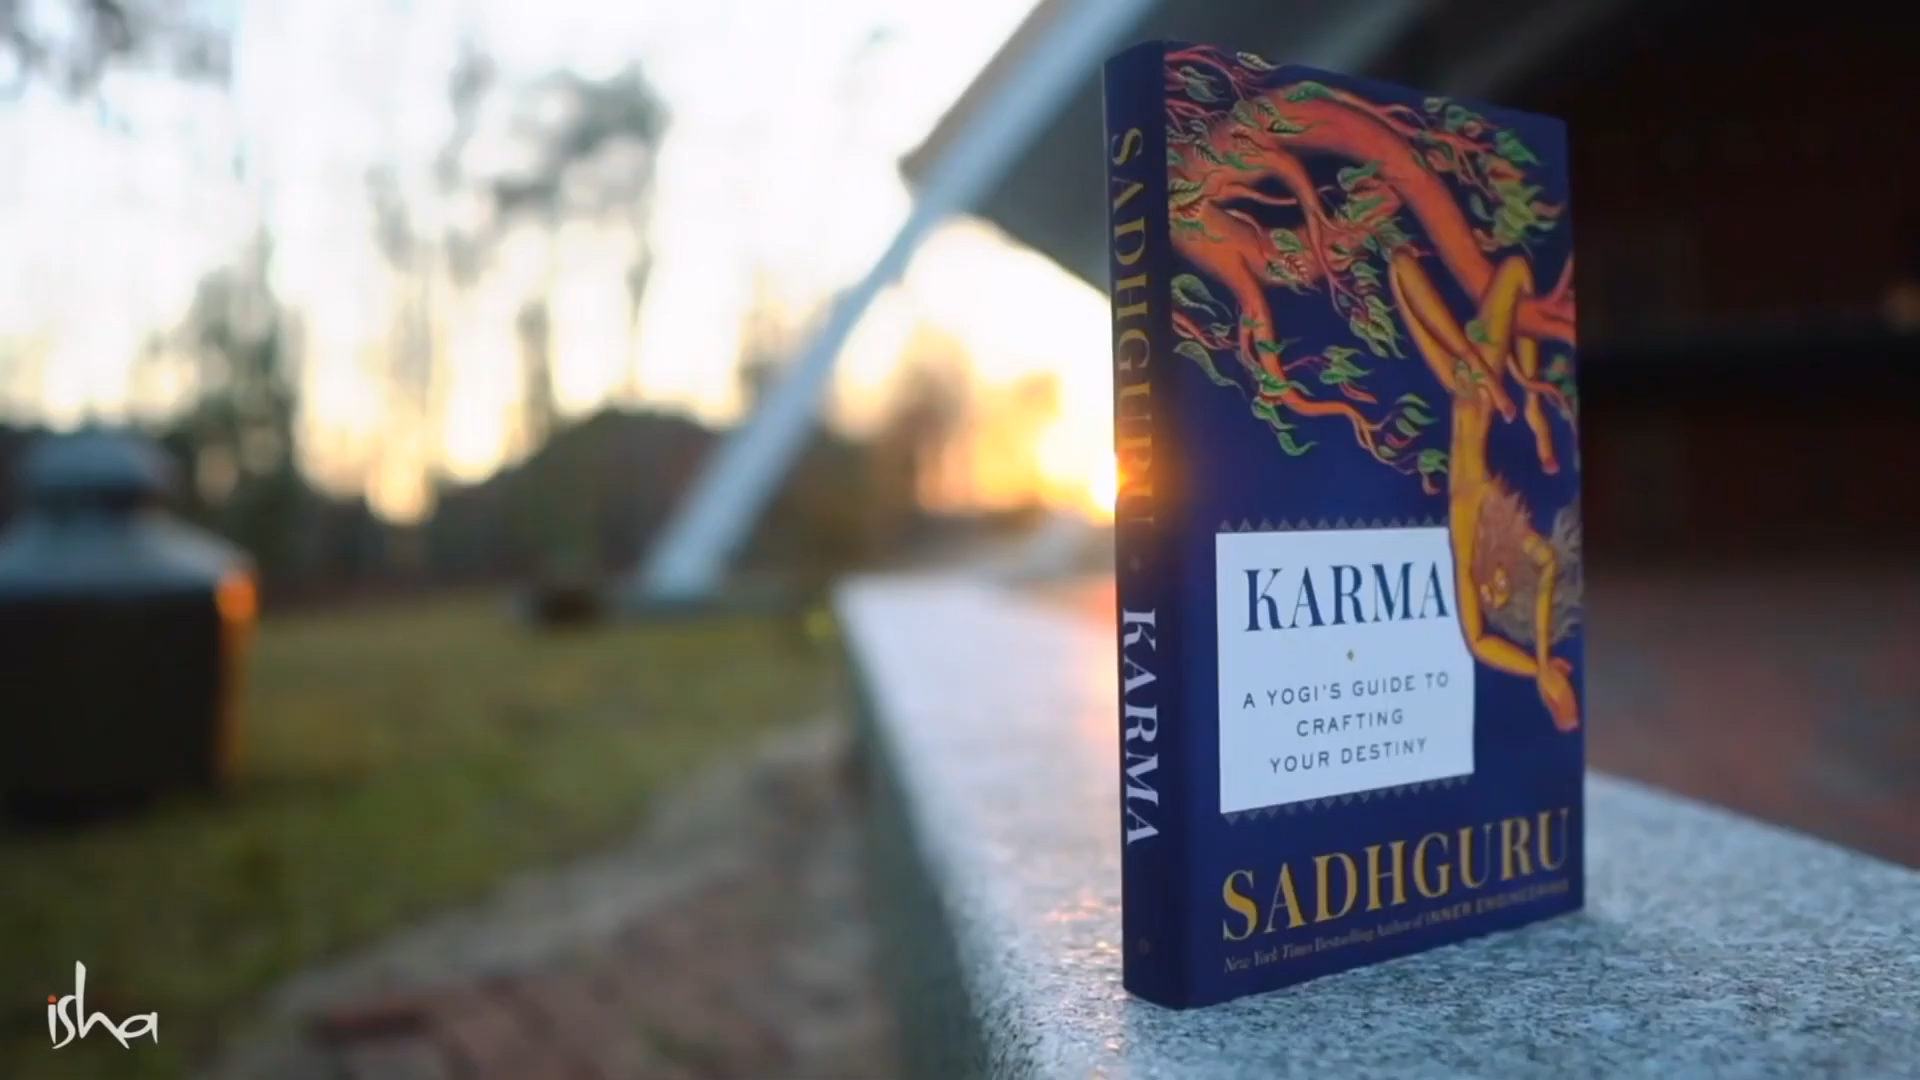 SADHGURU • KARMA
KARMA
A YOGI'S GUIDE TO
CRAFTING
YOUR DESTINY
SADHGURU
New York Times Bestselling Author of INNER ENGINEERING
isha